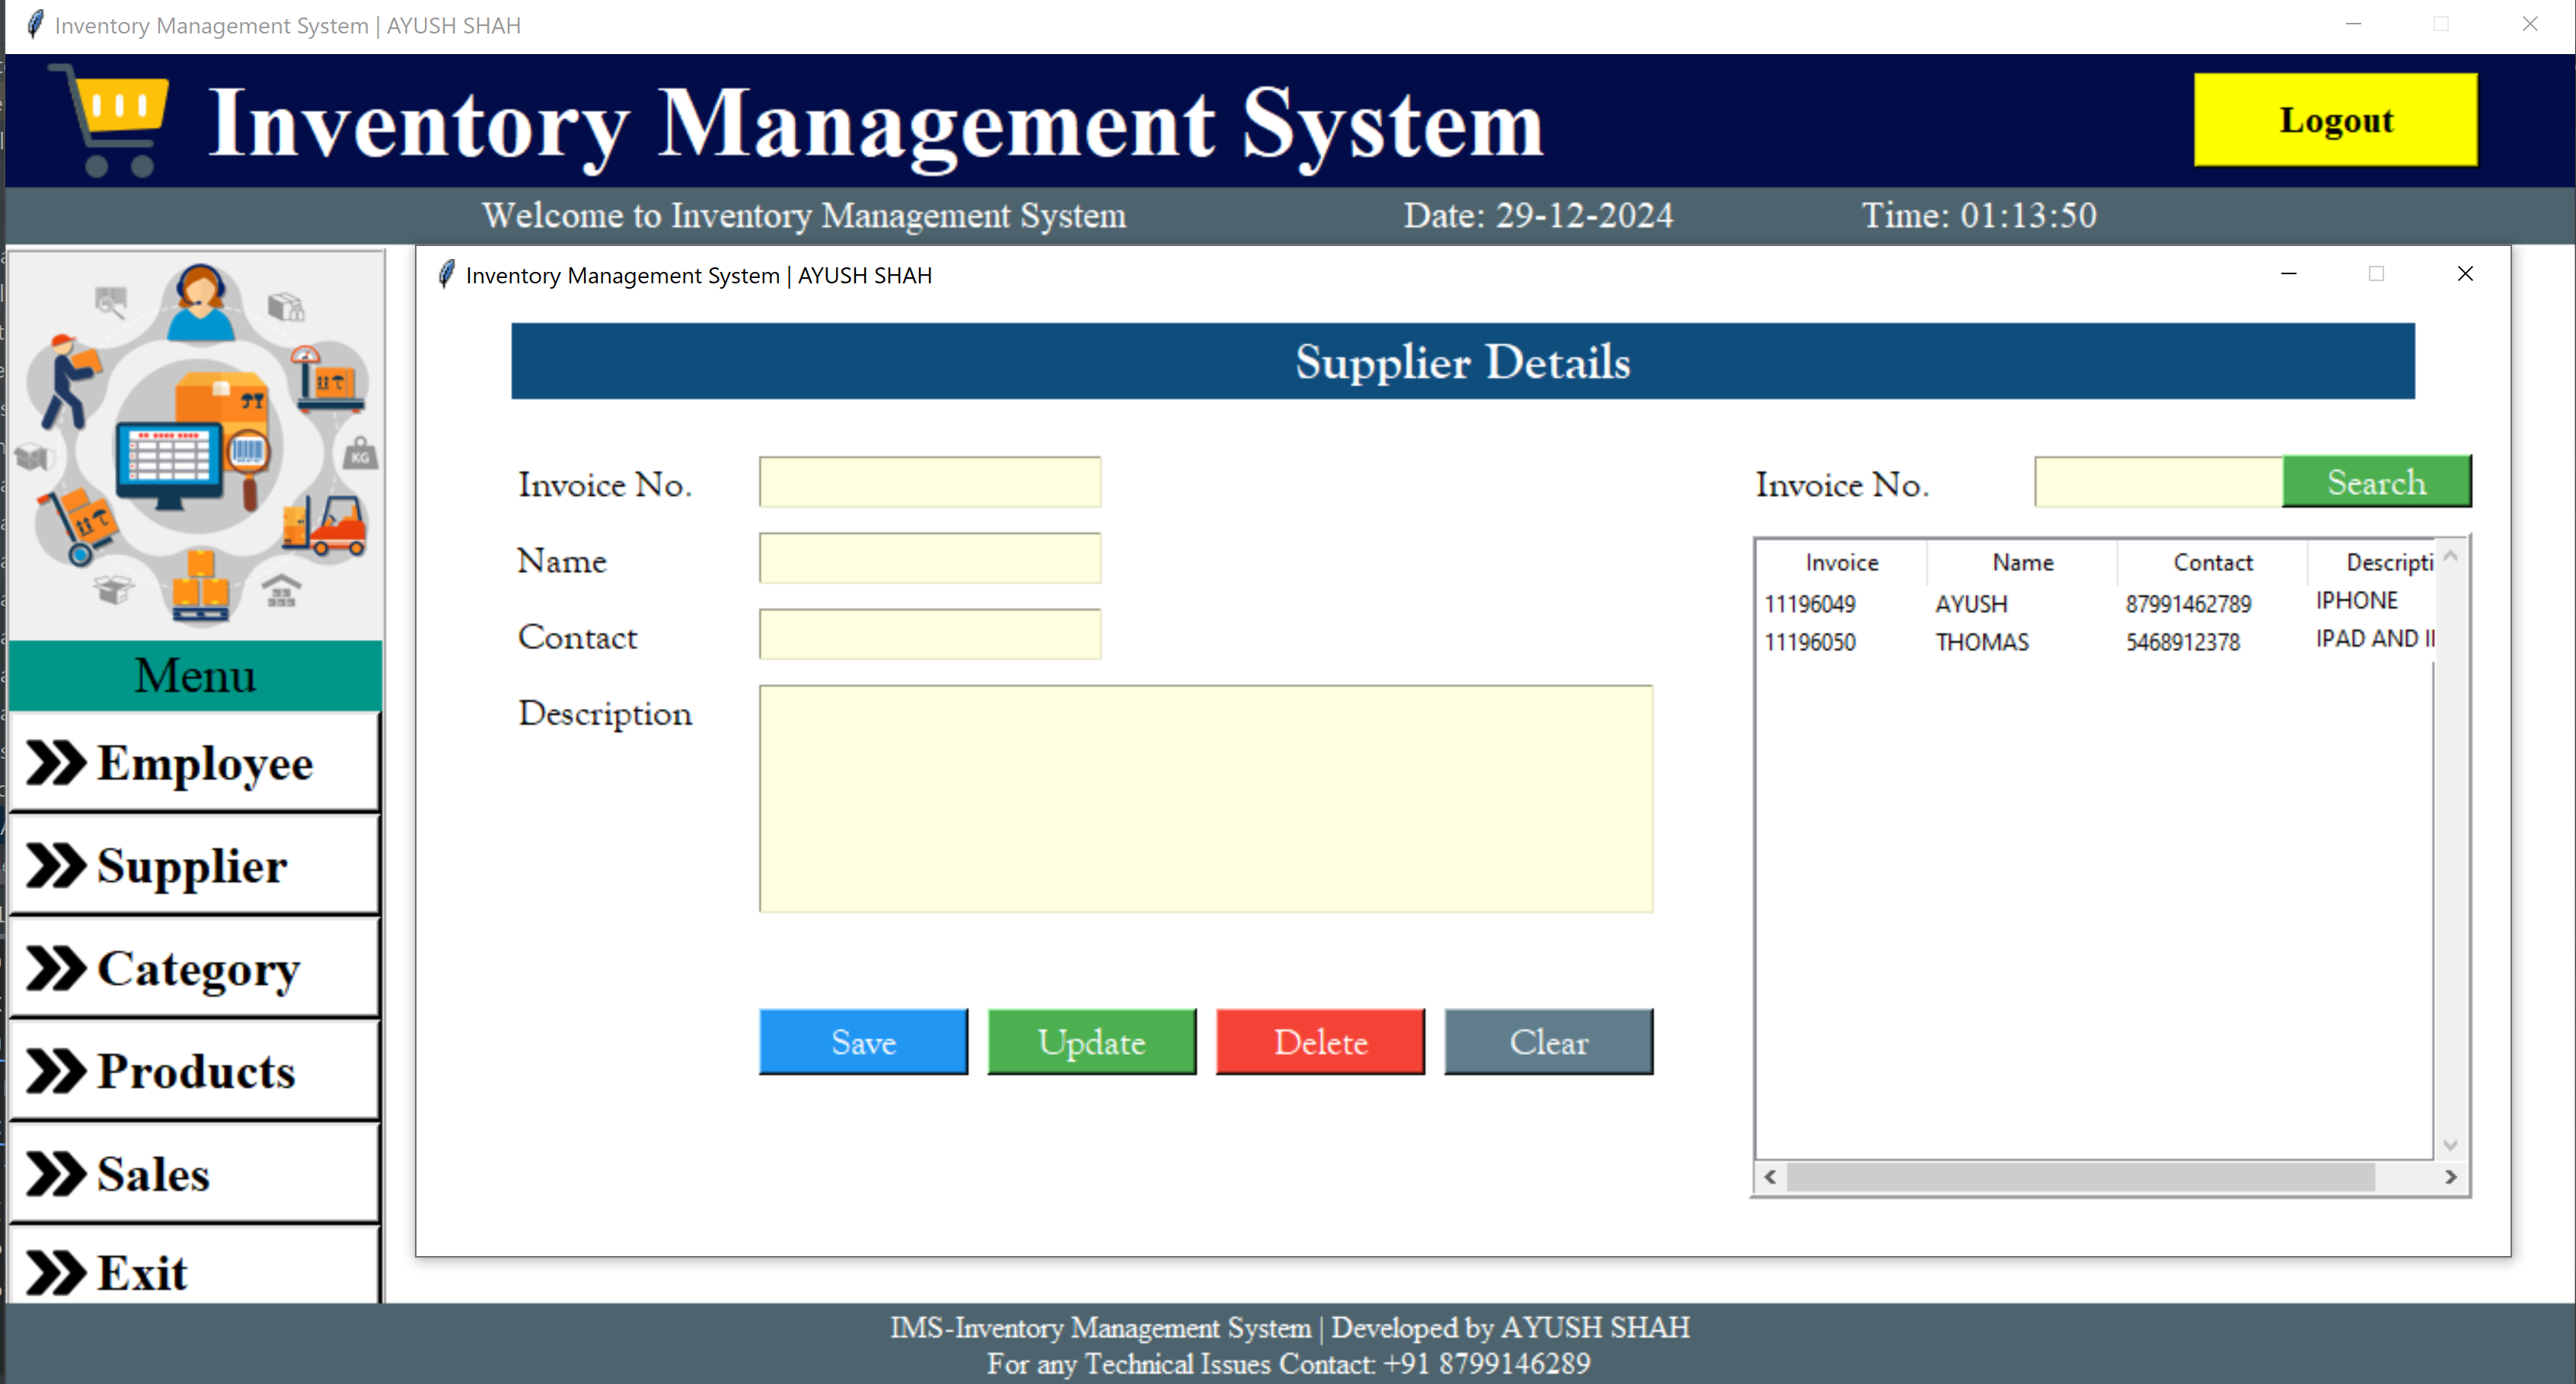 Inventory Management System | AYUSH SHAH
Inventory Management System
Logout
Welcome to Inventory Management System Date: 29-12-2024 Time: 01:13:50
KG
Menu
Employee
Supplier
Category
Products
Sales
Exit
Inventory Management System | AYUSH SHAH
Supplier Details
Invoice No.
Name
Contact
Description
Save Update Delete Clear
Invoice No. Search
Invoice Name Contact Descripti
11196049 AYUSH 87991462789 IPHONE
11196050 THOMAS 5468912378 IPAD AND
IMS-Inventory Management System | Developed by AYUSH SHAH
For any Technical Issues Contact: +91 8799146289